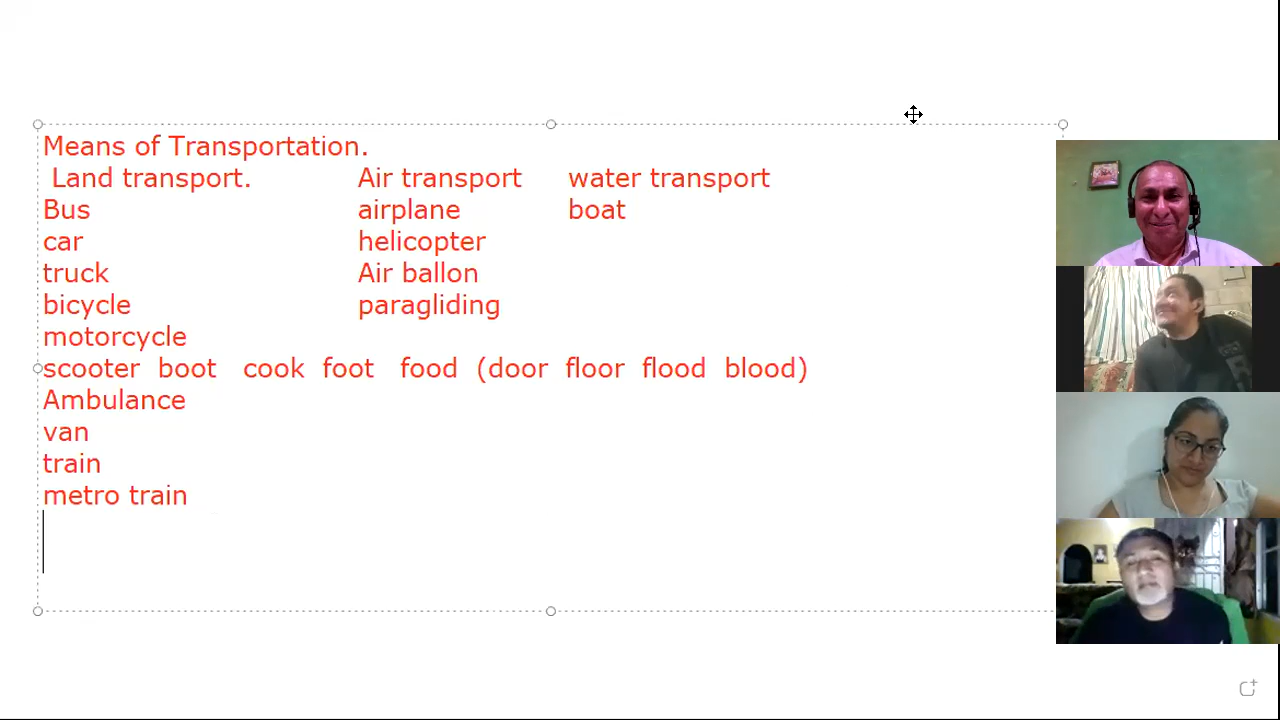 Means of Transportation.
Land transport. Air transport water transport
Bus airplane boat
car helicopter
truck Air ballon
bicycle paragliding
motorcycle
scooter boot cook foot food (door floor flood blood)
Ambulance
van
train
metro train